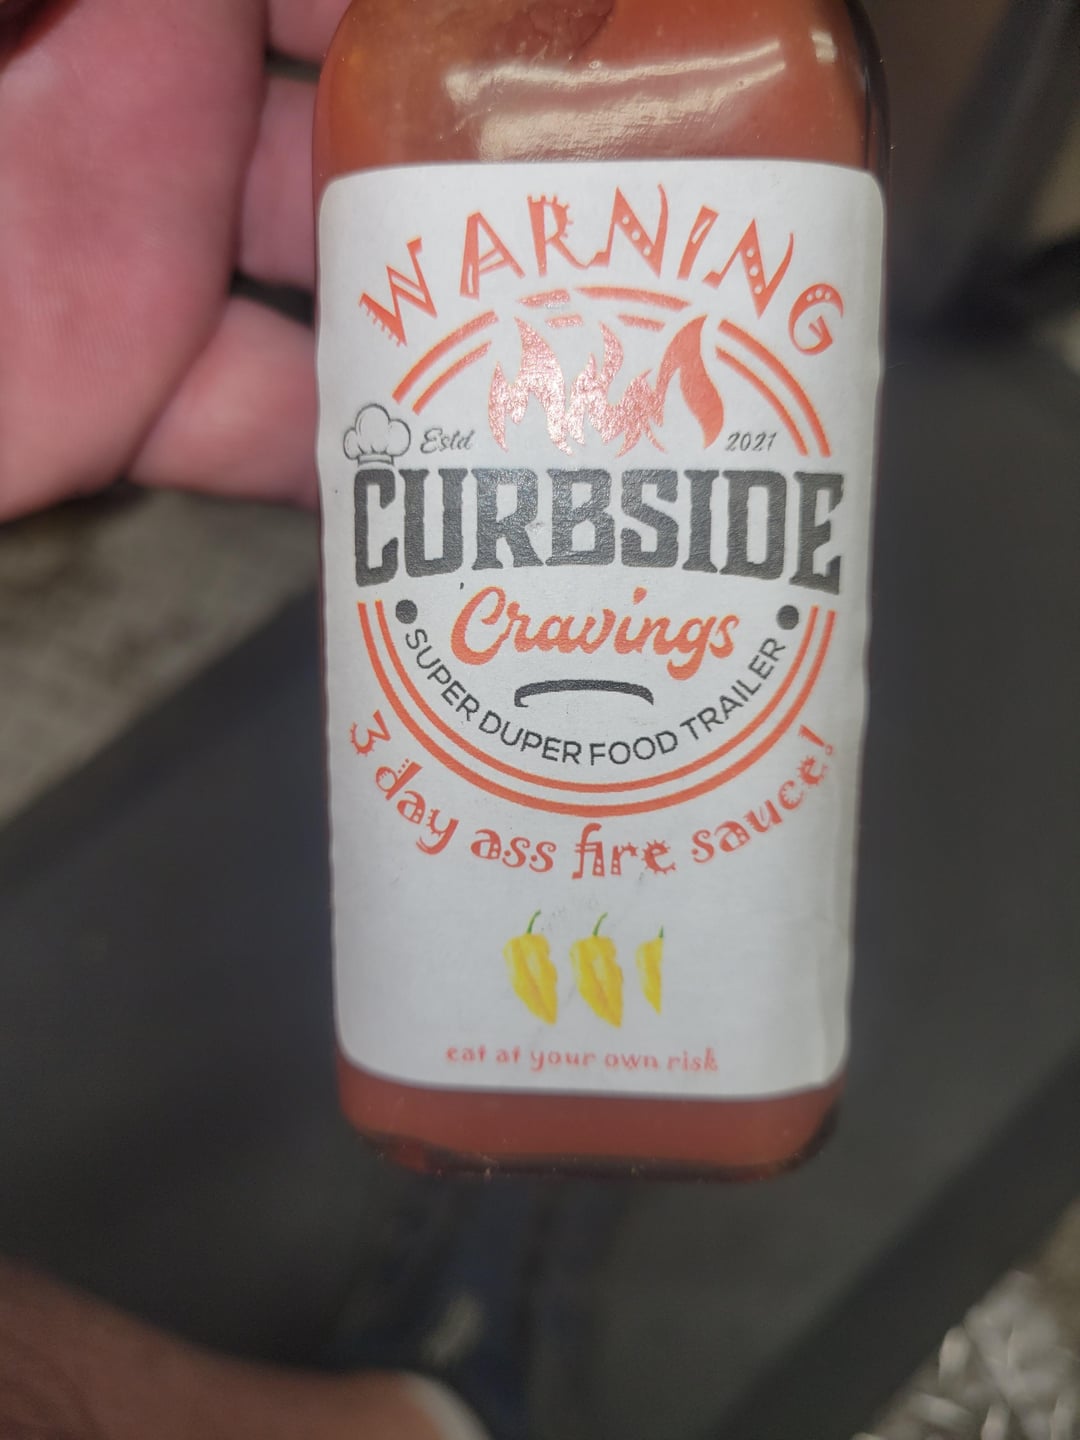 WARNING
Estd 2021
CURBSIDE
Cravings
SUPER DUPER FOOD TRAILER
3 day ass fire sauce!
eat at your own risk